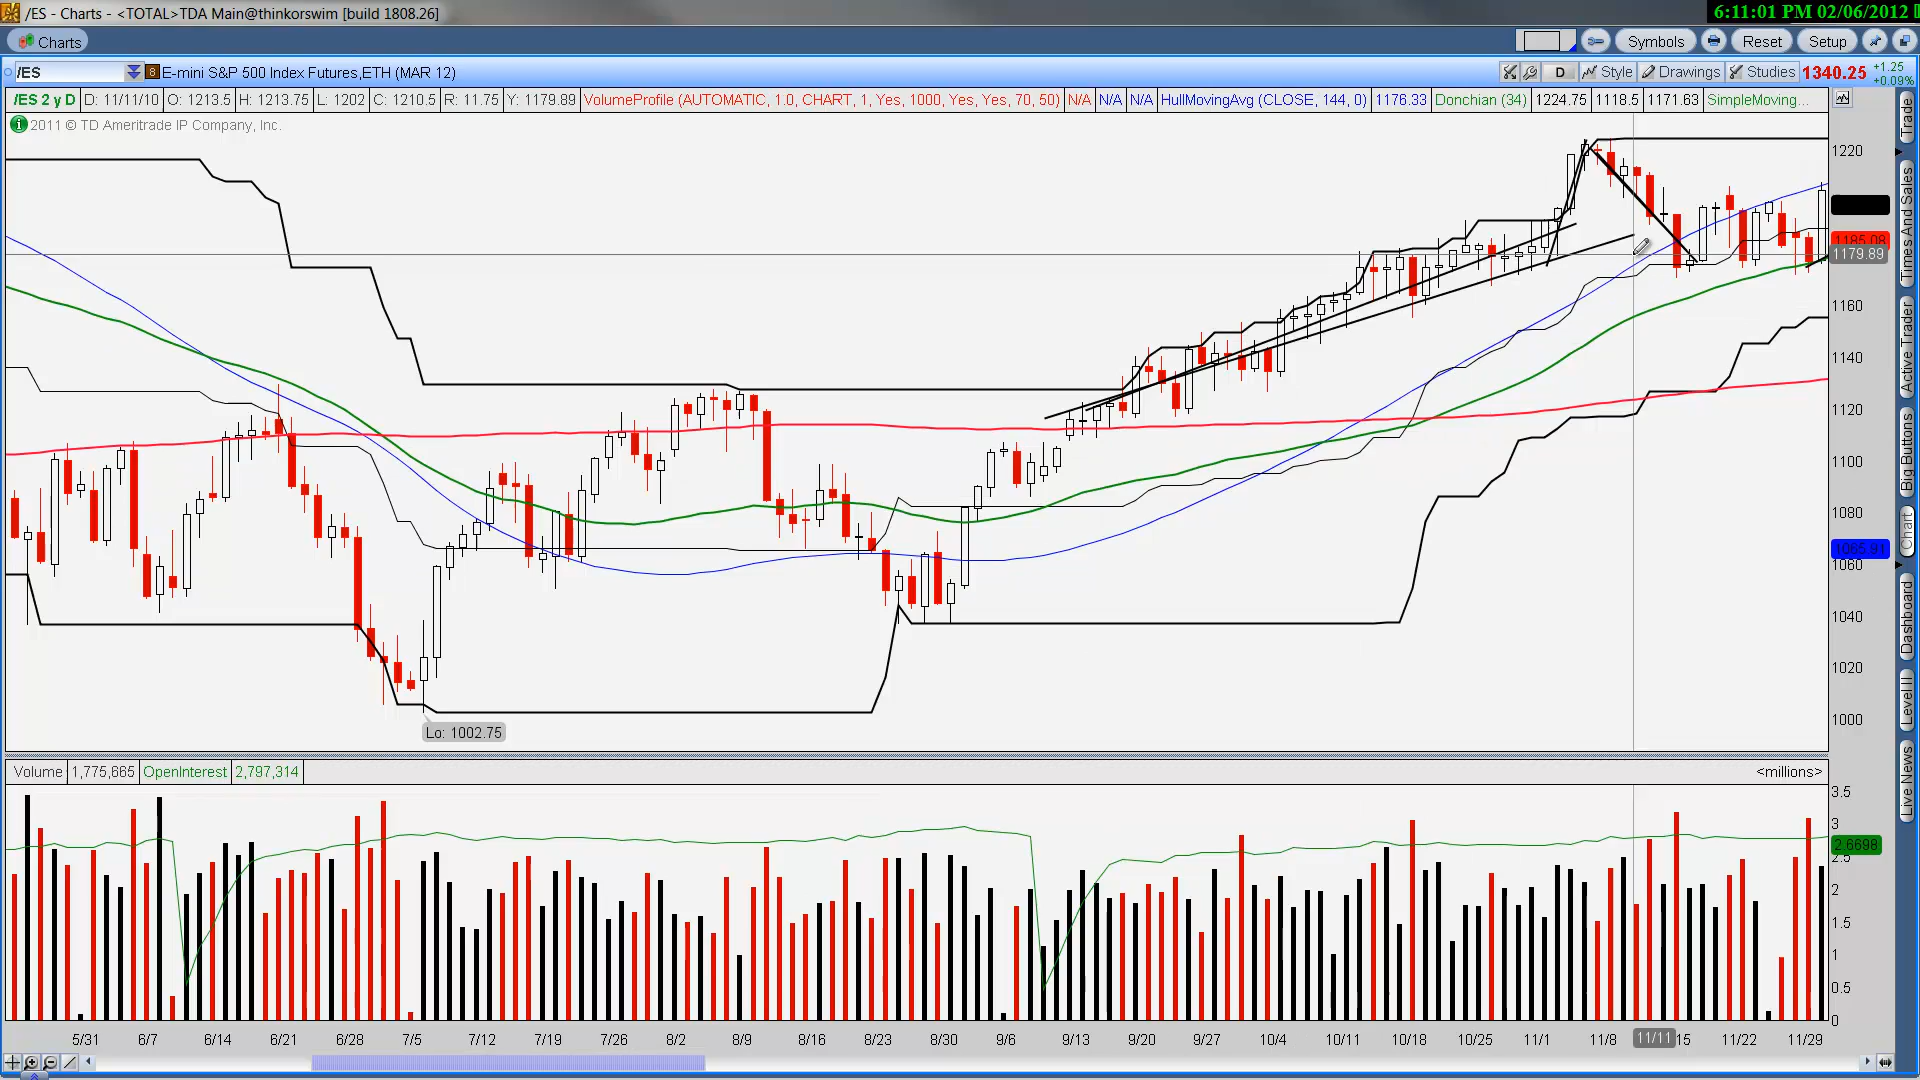 /ES - Charts - <TOTAL>TDA Main@thinkorswim [build 1808.26]
6:11:01 PM 02/06/2012
Charts
Symbols
Reset
Setup
/ES
8
E-mini S&P 500 Index Futures,ETH (MAR 12)
D
Style
Drawings
Studies
1340.25
+1.25
+0.09%
/ES 2 y D
D: 11/11/10
O: 1213.5
H: 1213.75
L: 1202
C: 1210.5
R: 11.75
Y: 1179.89
VolumeProfile (AUTOMATIC, 1.0, CHART, 1, Yes, 1000, Yes, Yes, 70, 50)
N/A
N/A
N/A
HullMovingAvg (CLOSE, 144, 0)
1176.33
Donchian (34)
1224.75
1118.5
1171.63
SimpleMoving...
2011 © TD Ameritrade IP Company, Inc.
1220
1185.08
1179.89
1160
1140
1120
1100
1080
1065.91
1060
1040
1020
1000
Lo: 1002.75
Volume
1,775,665
OpenInterest
2,797,314
<millions>
3.5
3
2.6698
2.5
2
1.5
1
0.5
0
5/31
6/7
6/14
6/21
6/28
7/5
7/12
7/19
7/26
8/2
8/9
8/16
8/23
8/30
9/6
9/13
9/20
9/27
10/4
10/11
10/18
10/25
11/1
11/8
11/11
15
11/22
11/29
Trade
Times And Sales
Active Trader
Big Buttons
Chart
Dashboard
Level II
Live News